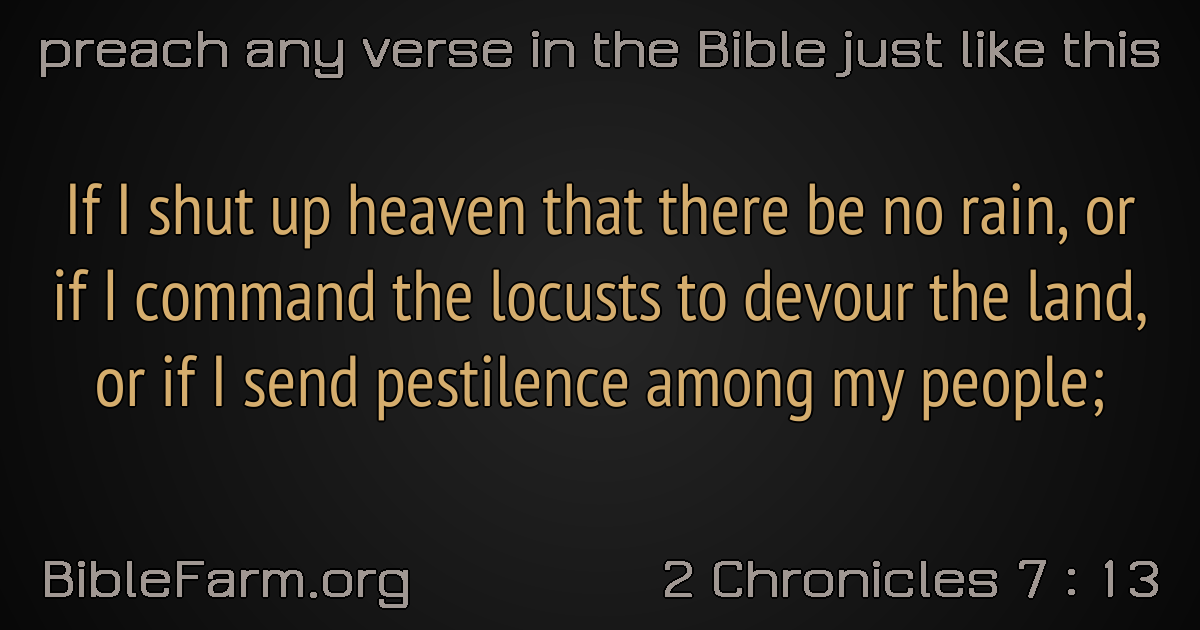 preach any verse in the Bible just like this
If I shut up heaven that there be no rain, or
if I command the locusts to devour the land,
or if I send pestilence among my people;
BibleFarm.org
2 Chronicles 7 : 13